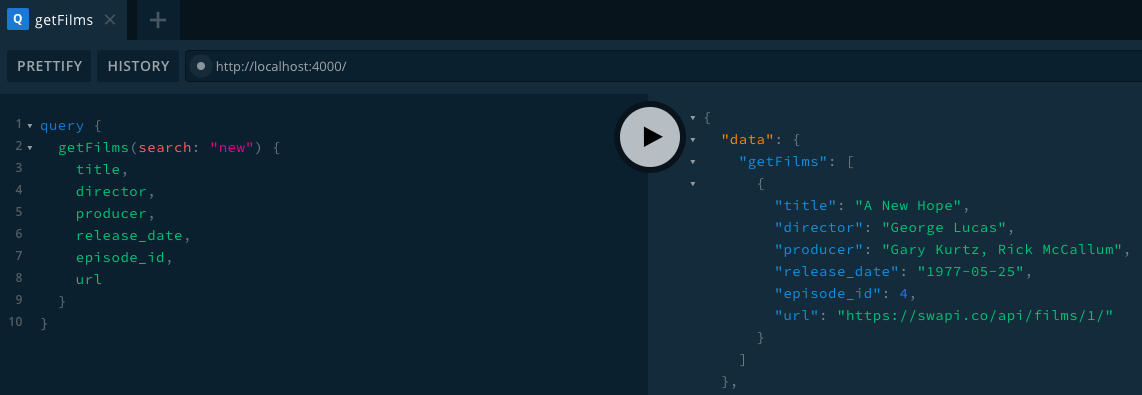 Q getFilms
PRETTIFY HISTORY http://localhost:4000/
1 query {
2 getFilms(search: "new") {
3 title,
4 director,
5 producer,
6 release_date,
7 episode_id,
8 url
9 }
10 }
{
"data": {
"getFilms": [
{
"title": "A New Hope",
"director": "George Lucas",
"producer": "Gary Kurtz, Rick McCallum",
"release_date": "1977-05-25",
"episode_id": 4,
"url": "https://swapi.co/api/films/1/"
}
]
},